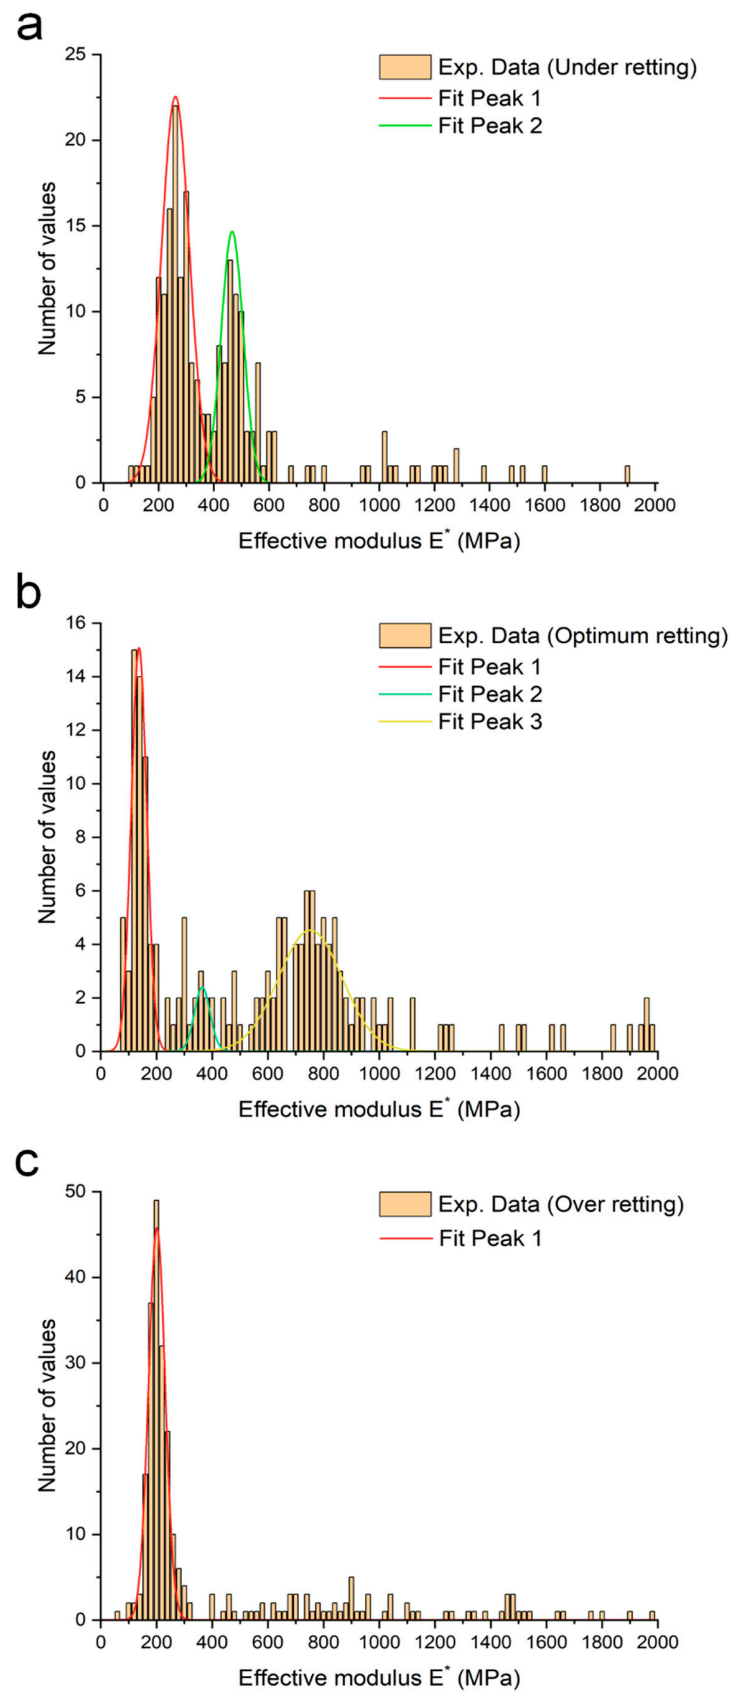 a
25
20
15
10
5
0
Number of values
Exp. Data (Under retting)
Fit Peak 1
Fit Peak 2
0 200 400 600 800 1000 1200 1400 1600 1800 2000
Effective modulus E* (MPa)
b
16
14
12
10
8
6
4
2
0
Number of values
Exp. Data (Optimum retting)
Fit Peak 1
Fit Peak 2
Fit Peak 3
0 200 400 600 800 1000 1200 1400 1600 1800 2000
Effective modulus E* (MPa)
c
50
40
30
20
10
0
Number of values
Exp. Data (Over retting)
Fit Peak 1
0 200 400 600 800 1000 1200 1400 1600 1800 2000
Effective modulus E* (MPa)